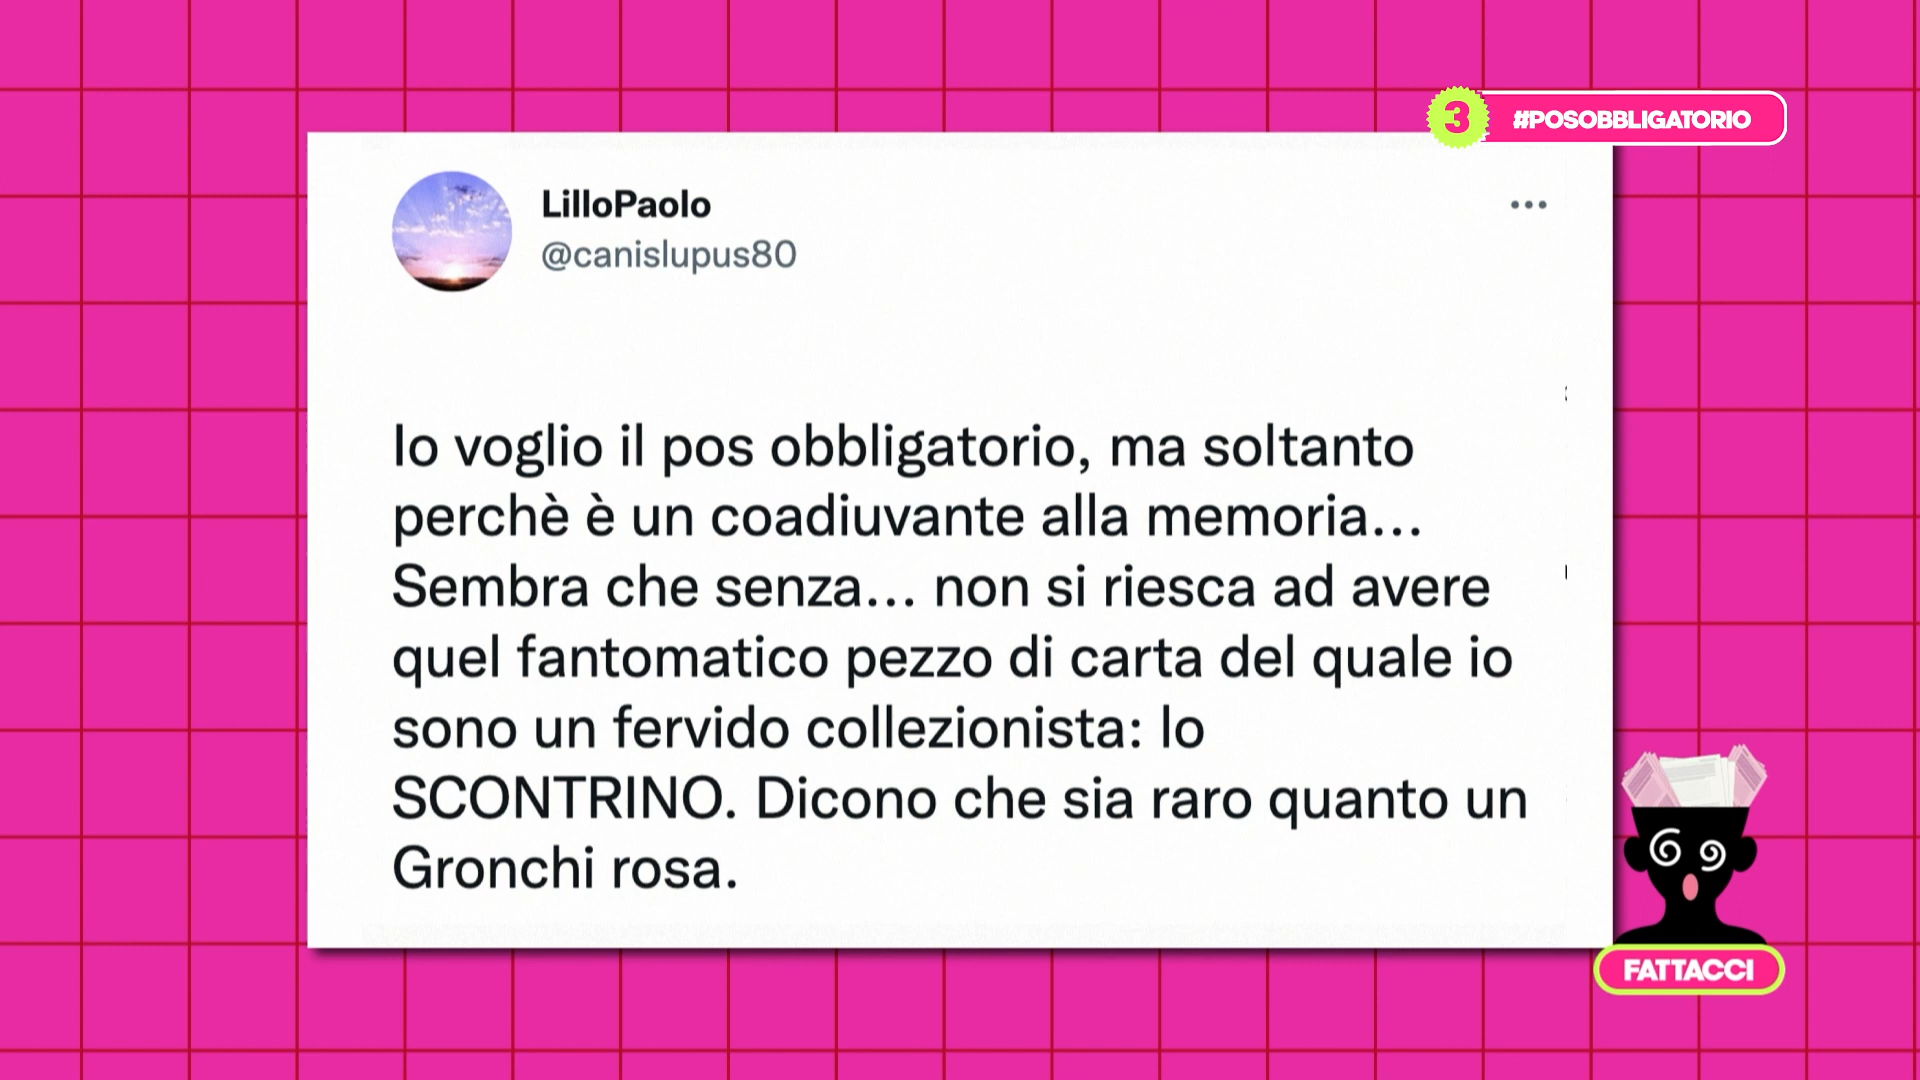 3
#POSOBBLIGATORIO
LilloPaolo
@canislupus80
Io voglio il pos obbligatorio, ma soltanto
perchè è un coadiuvante alla memoria...
Sembra che senza... non si riesca ad avere
quel fantomatico pezzo di carta del quale io
sono un fervido collezionista: lo
SCONTRINO. Dicono che sia raro quanto un
Gronchi rosa.
FATTACCI